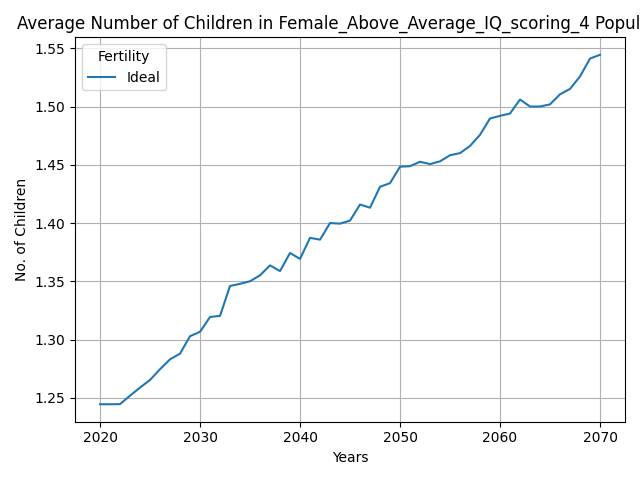 Average Number of Children in Female_Above_Average_IQ_scoring_4 Popul
Fertility
Ideal
1.55
1.50
1.45
1.40
1.35
1.30
1.25
No. of Children
2020 2030 2040 2050 2060 2070
Years